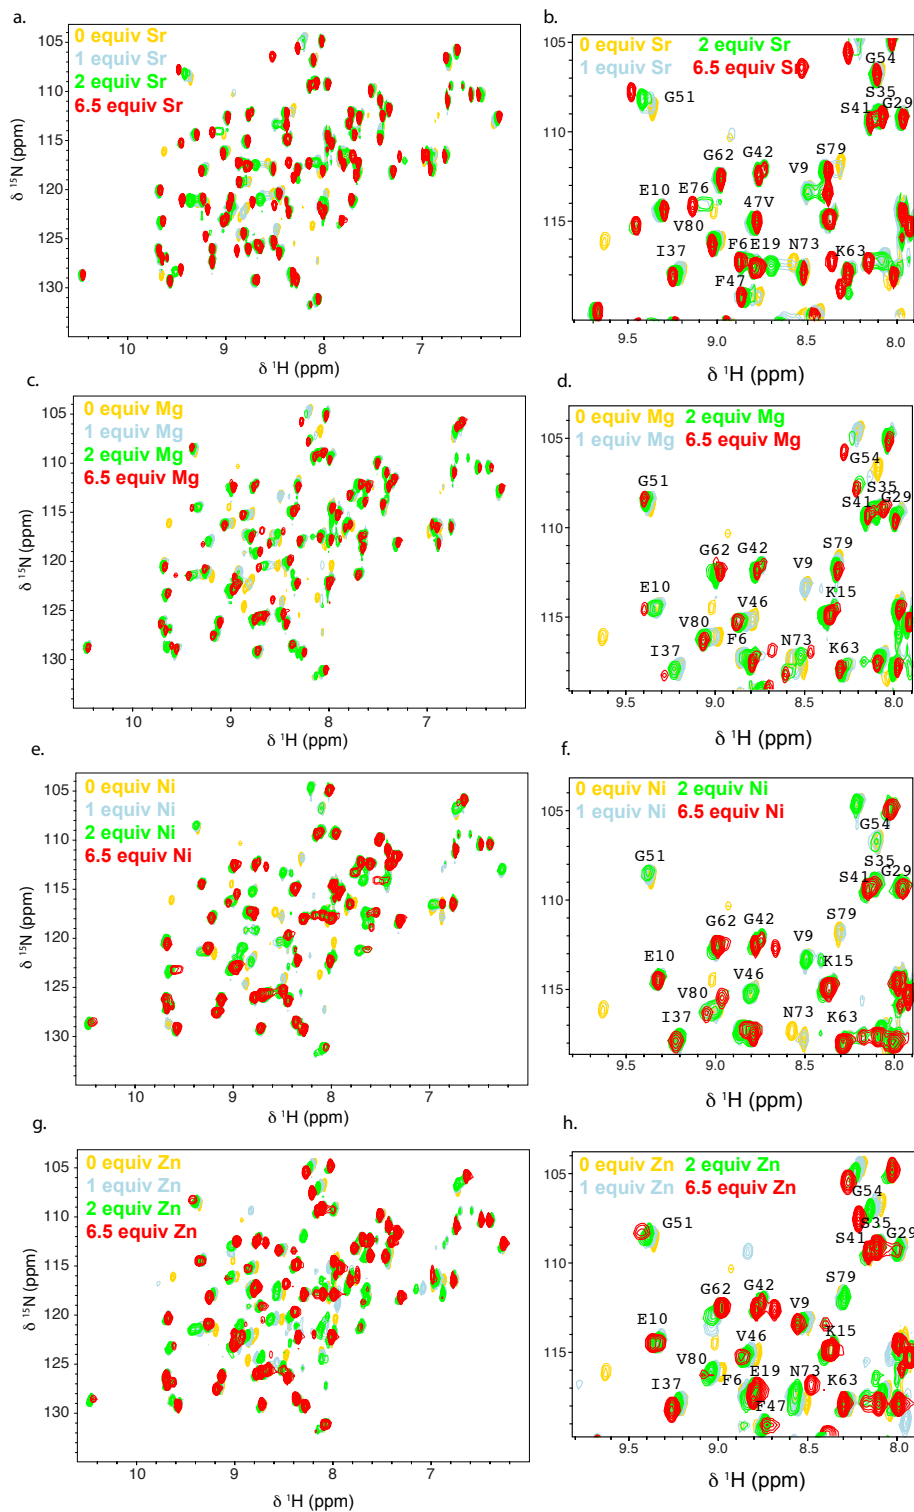 a.
0 equiv Sr
1 equiv Sr
2 equiv Sr
6.5 equiv Sr
105
110
115
120
125
130
δ 15N (ppm)
10 9 8 7
δ 1H (ppm)
b.
0 equiv Sr 2 equiv Sr
1 equiv Sr 6.5 equiv Sr
G54
G51
S35
S41 G29
G62 G42 S79
V9
E10 E76
47V
V80
F6 E19 N73
I37 K63
F47
105
110
115
δ 15N (ppm)
9.5 9.0 8.5 8.0
δ 1H (ppm)
c.
0 equiv Mg
1 equiv Mg
2 equiv Mg
6.5 equiv Mg
105
110
115
120
125
130
δ 15N (ppm)
10 9 8 7
δ 1H (ppm)
d.
0 equiv Mg 2 equiv Mg
1 equiv Mg 6.5 equiv Mg
G54
G51 S35
S41 G29
G62 G42 V9 S79
E10 V46 K15
V80
F6 N73
I37 K63
105
110
115
δ 15N (ppm)
9.5 9.0 8.5 8.0
δ 1H (ppm)
e.
0 equiv Ni
1 equiv Ni
2 equiv Ni
6.5 equiv Ni
105
110
115
120
125
130
δ 15N (ppm)
10 9 8 7
δ 1H (ppm)
f.
0 equiv Ni 2 equiv Ni
1 equiv Ni 6.5 equiv Ni
G54
G51 S35
S41 G29
G62 G42 S79
V9
E10 K15
V46
V80
I37 N73 K63
105
110
115
δ 15N (ppm)
9.5 9.0 8.5 8.0
δ 1H (ppm)
g.
0 equiv Zn
1 equiv Zn
2 equiv Zn
6.5 equiv Zn
105
110
115
120
125
130
δ 15N (ppm)
10 9 8 7
δ 1H (ppm)
h.
0 equiv Zn 2 equiv Zn
1 equiv Zn 6.5 equiv Zn
G54
G51 S35
S41 G29
G62 G42 S79
V9
E10 K15
V46
V80 E19 N73
I37 F6 K63
F47
105
110
115
δ 15N (ppm)
9.5 9.0 8.5 8.0
δ 1H (ppm)